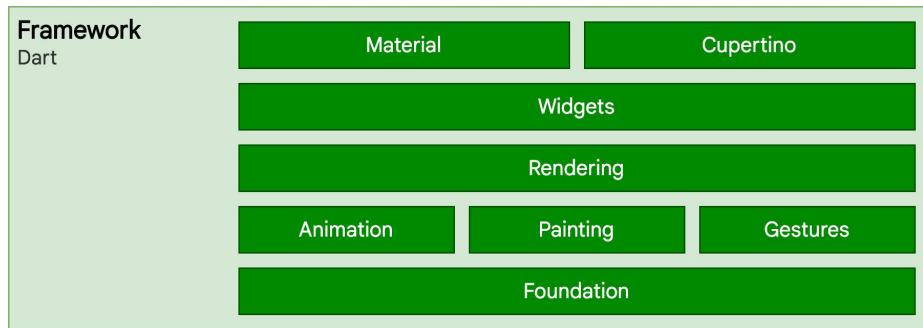 Framework
Dart
Material Cupertino
Widgets
Rendering
Animation Painting Gestures
Foundation